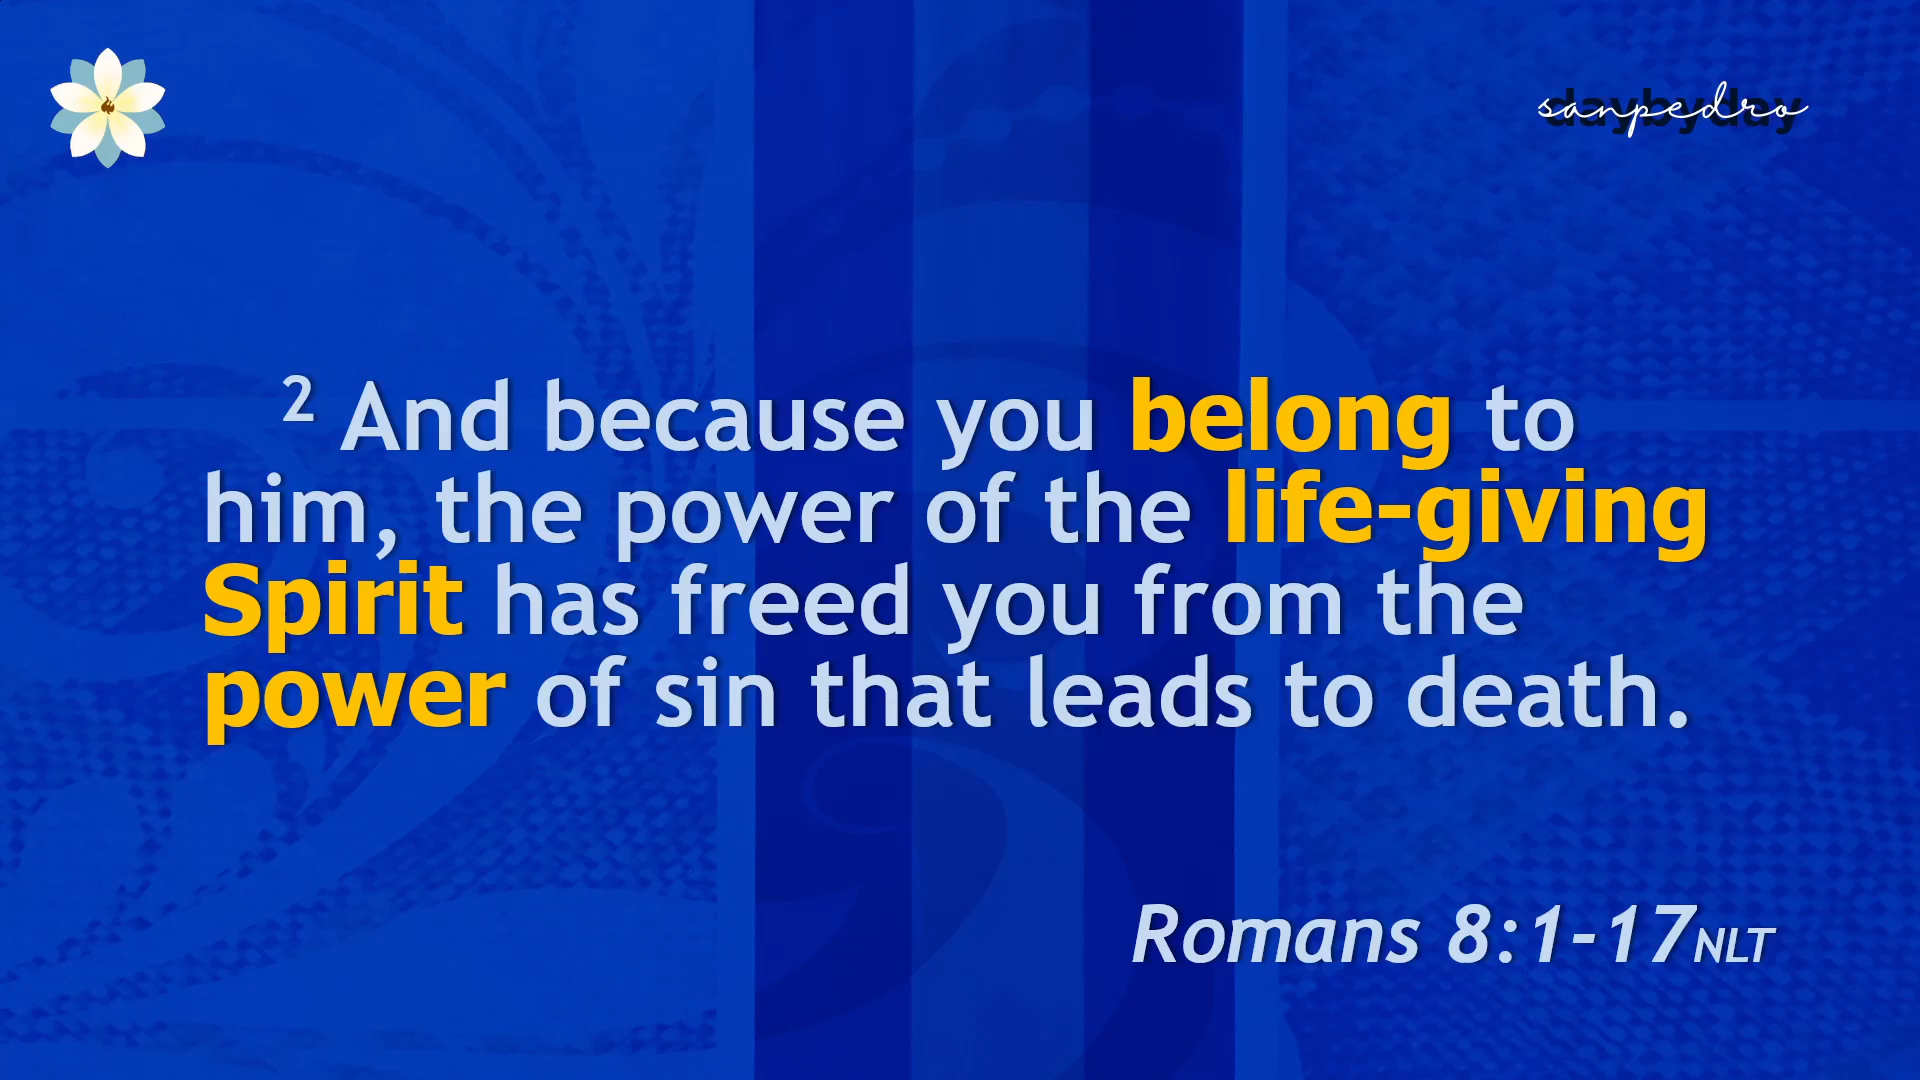 daybyday
sanpedro
² And because you belong to
him, the power of the life-giving
Spirit has freed you from the
power of sin that leads to death.
Romans 8:1-17NLT